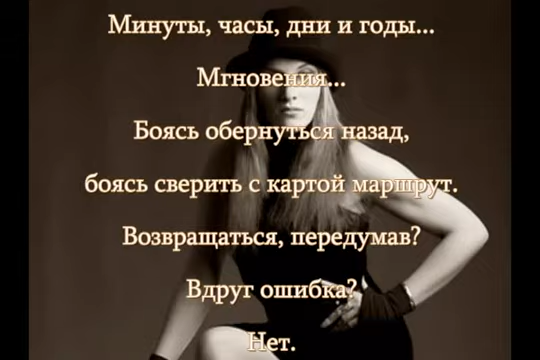 Минуты, часы, дни и годы...
Мгновения...
Боясь обернуться назад,
боясь сверить с картой маршрут.
Возвращаться, передумав?
Вдруг ошибка?
Нет.